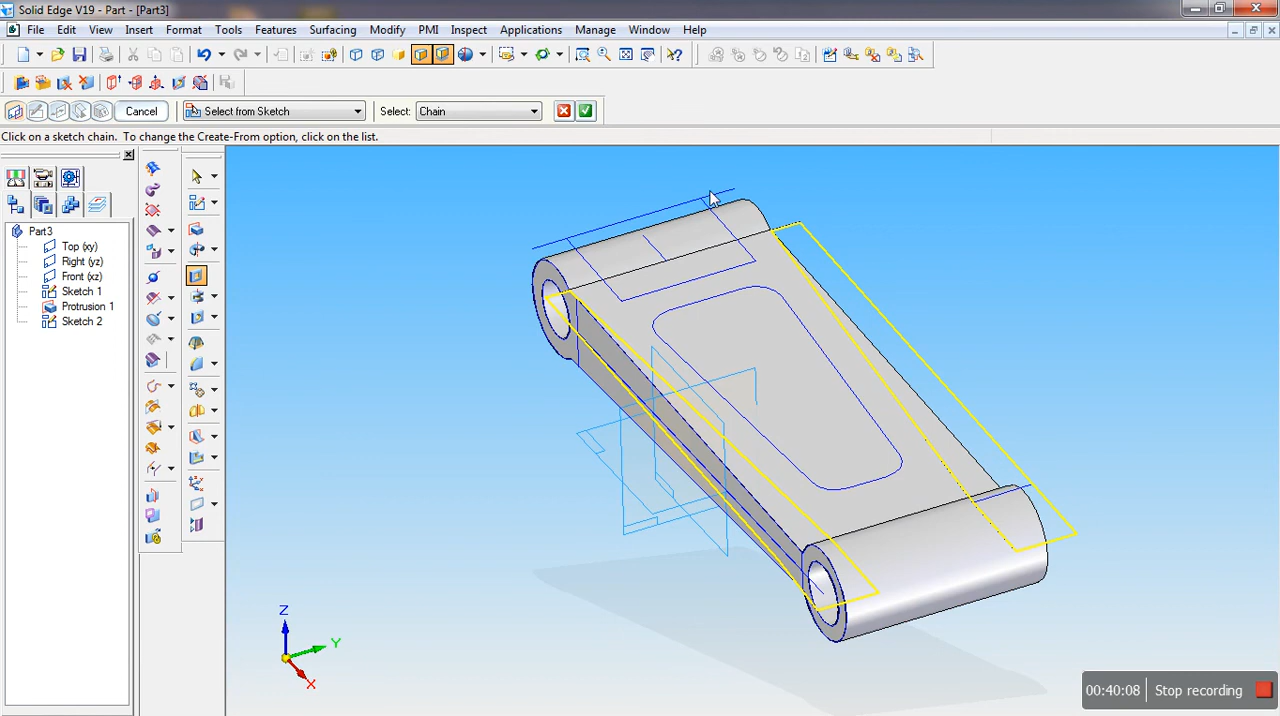 Solid Edge V19 - Part - [Part3]
File Edit View Insert Format Tools Features Surfacing Modify PMI Inspect Applications Manage Window Help
Cancel Select from Sketch Select: Chain
Click on a sketch chain. To change the Create-From option, click on the list.
Part3
Top (xy)
Right (yz)
Front (xz)
Sketch 1
Protrusion 1
Sketch 2
Z
Y
X
00:40:08 Stop recording